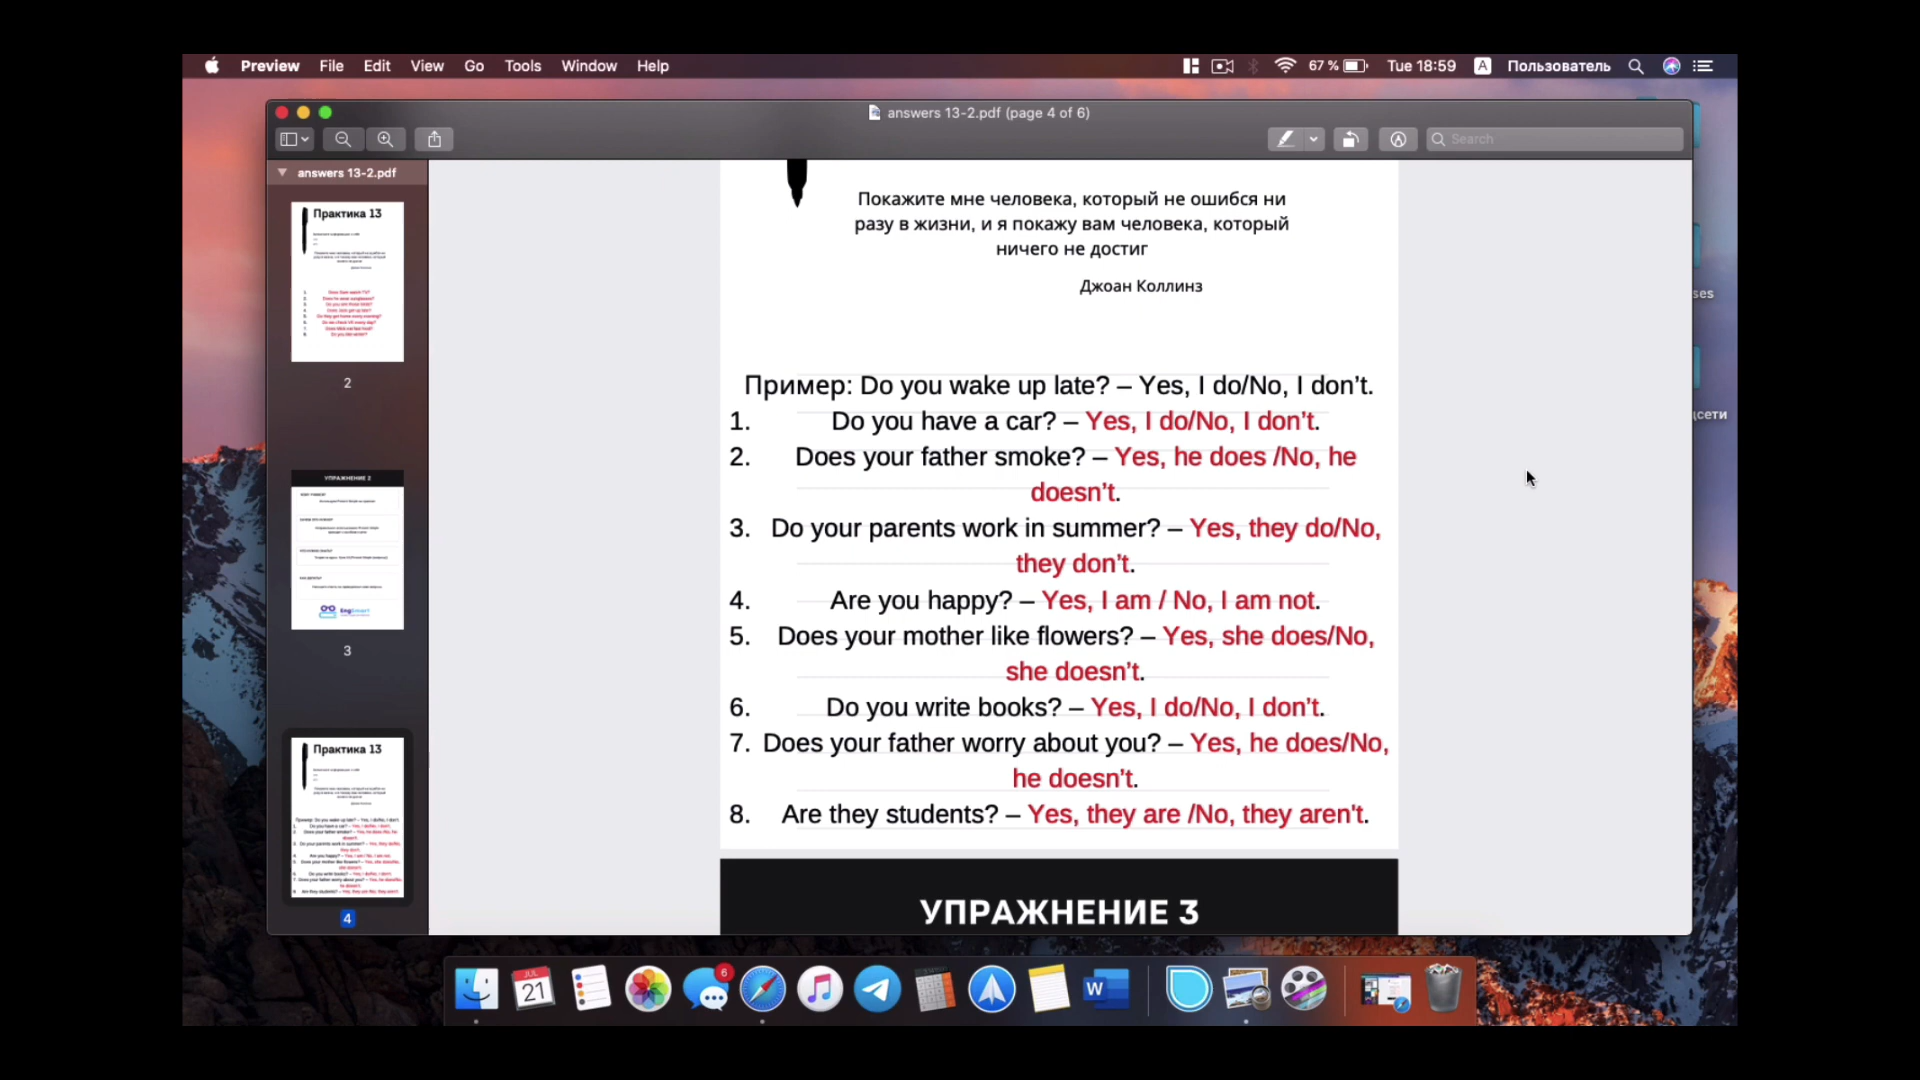 Preview File Edit View Go Tools Window Help 67 % Tue 18:59 A Пользователь
answers 13-2.pdf (page 4 of 6)
Search
answers 13-2.pdf
Практика 13
2
УПРАЖНЕНИЕ 2
EngSmart
3
Практика 13
4
Покажите мне человека, который не ошибся ни
разу в жизни, и я покажу вам человека, который
ничего не достиг
Джоан Коллинз
Пример: Do you wake up late? – Yes, I do/No, I don’t.
1. Do you have a car? – Yes, I do/No, I don’t.
2. Does your father smoke? – Yes, he does /No, he
doesn’t.
3. Do your parents work in summer? – Yes, they do/No,
they don’t.
4. Are you happy? – Yes, I am / No, I am not.
5. Does your mother like flowers? – Yes, she does/No,
she doesn’t.
6. Do you write books? – Yes, I do/No, I don’t.
7. Does your father worry about you? – Yes, he does/No,
he doesn’t.
8. Are they students? – Yes, they are /No, they aren't.
УПРАЖНЕНИЕ 3
ses
сети
JUL
21
6
W